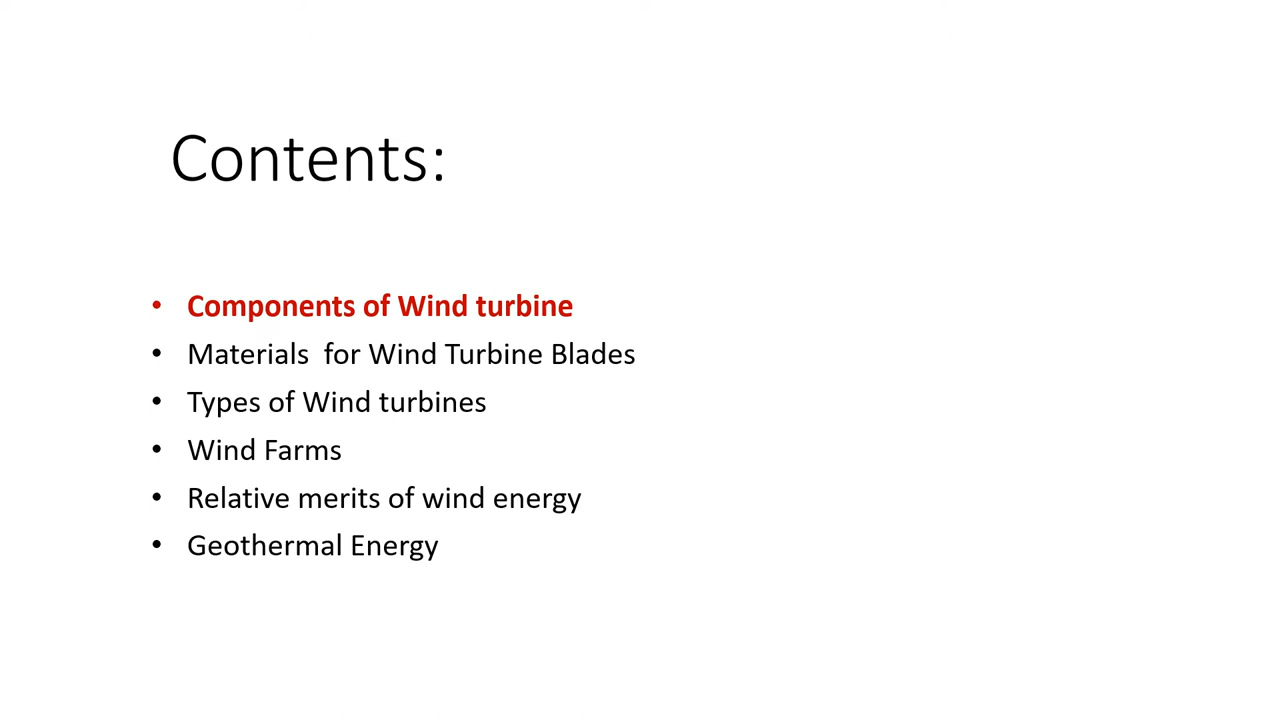 Contents:
• Components of Wind turbine
• Materials  for Wind Turbine Blades
• Types of Wind turbines
• Wind Farms
• Relative merits of wind energy
• Geothermal Energy